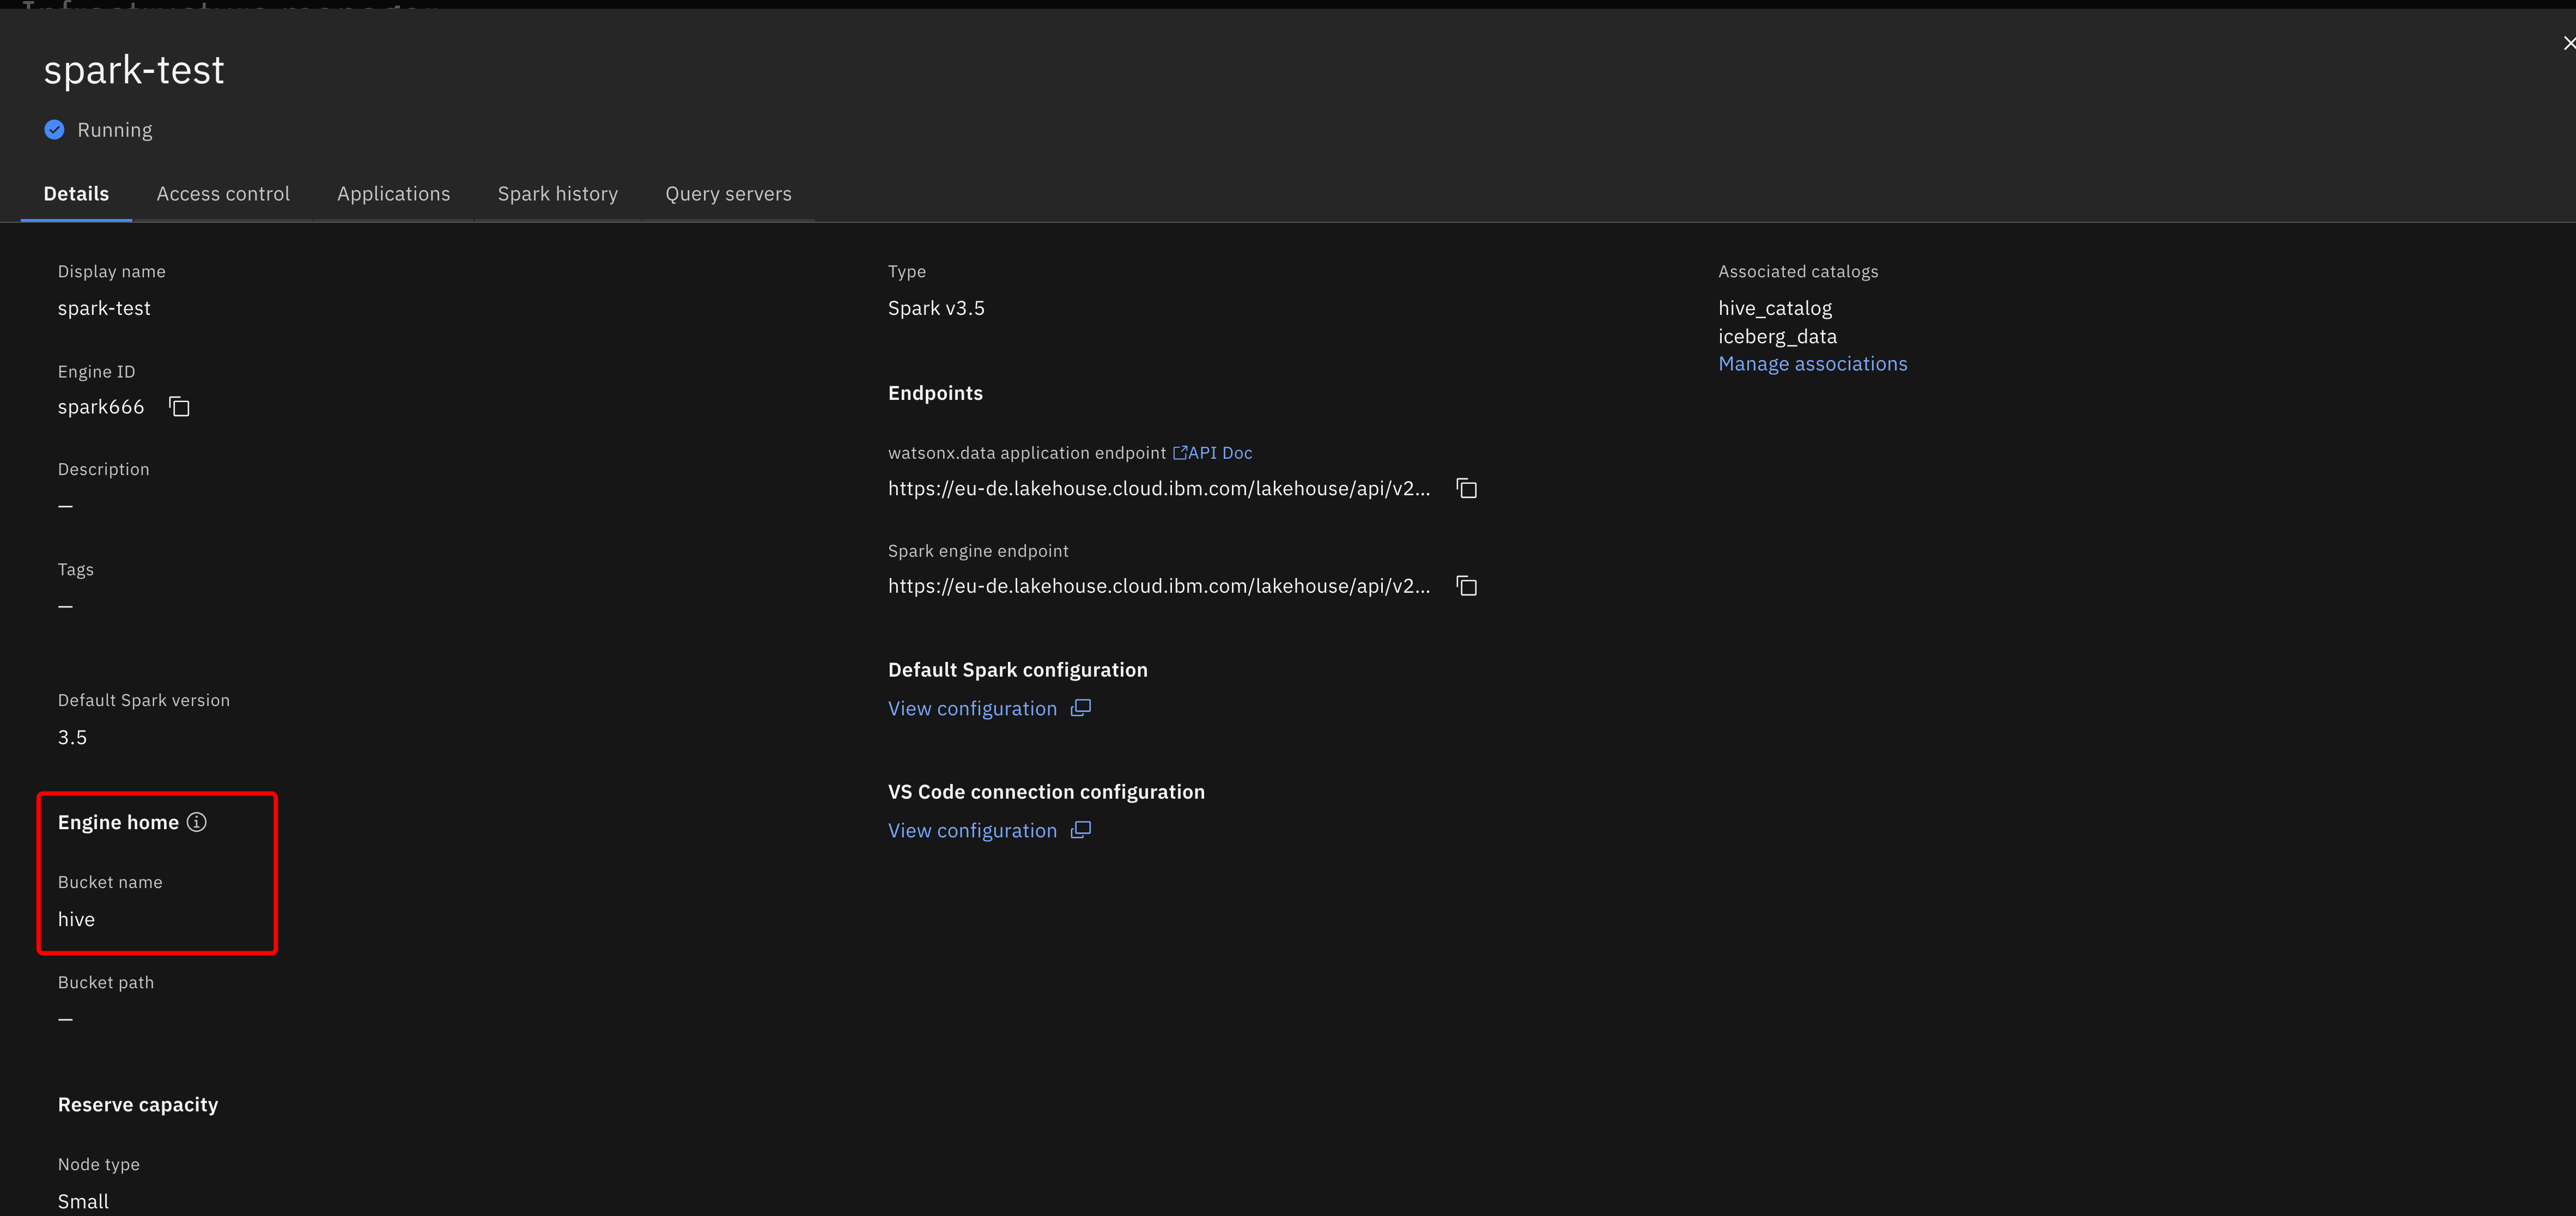 Infrastructure manager
spark-test
Running
Details Access control Applications Spark history Query servers
Display name
spark-test
Engine ID
spark666
Description
—
Tags
—
Default Spark version
3.5
Engine home
Bucket name
hive
Bucket path
—
Reserve capacity
Node type
Small
Type
Spark v3.5
Endpoints
watsonx.data application endpoint API Doc
https://eu-de.lakehouse.cloud.ibm.com/lakehouse/api/v2...
Spark engine endpoint
https://eu-de.lakehouse.cloud.ibm.com/lakehouse/api/v2...
Default Spark configuration
View configuration
VS Code connection configuration
View configuration
Associated catalogs
hive_catalog
iceberg_data
Manage associations